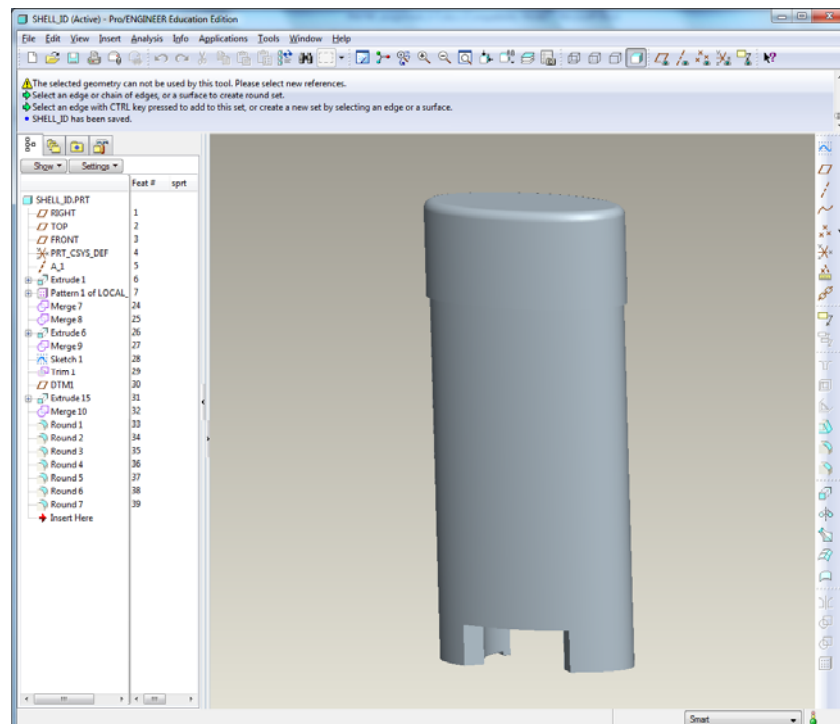 SHELL_ID (Active) - Pro/ENGINEER Education Edition
File Edit View Insert Analysis Info Applications Tools Window Help
The selected geometry can not be used by this tool. Please select new references.
Select an edge or chain of edges, or a surface to create round set.
Select an edge with CTRL key pressed to add to this set, or create a new set by selecting an edge or a surface.
SHELL_ID has been saved.
Show Settings
Feat # sprt
SHELL_ID.PRT
RIGHT 1
TOP 2
FRONT 3
PRT_CSYS_DEF 4
A_1 5
Extrude 1 6
Pattern 1 of LOCAL_ 7
Merge 7 24
Merge 8 25
Extrude 6 26
Merge 9 27
Sketch 1 28
Trim 1 29
DTM1 30
Extrude 15 31
Merge 10 32
Round 1 33
Round 2 34
Round 3 35
Round 4 36
Round 5 37
Round 6 38
Round 7 39
Insert Here
Smart